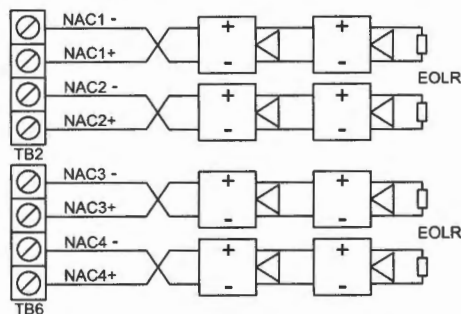 NAC1 -
+ +
NAC1+
- -
EOLR
NAC2 -
+ +
NAC2+
- -
TB2
NAC3 -
+ +
NAC3+
- -
EOLR
NAC4 -
+ +
NAC4+
- -
TB6